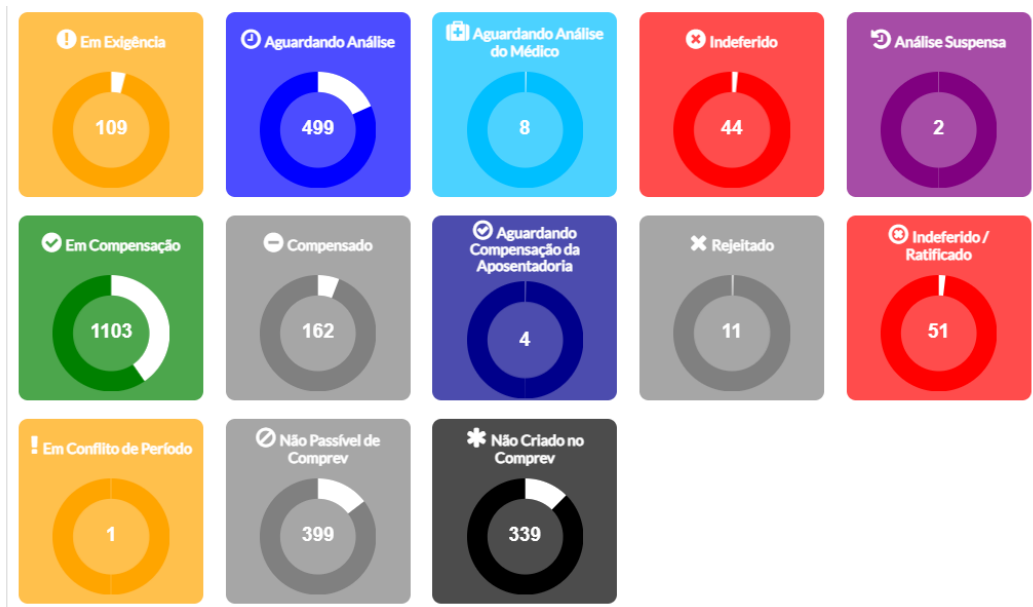 Em Exigência
109
Aguardando Análise
499
Aguardando Análise
do Médico
8
Indeferido
44
Análise Suspensa
2
Em Compensação
1103
Compensado
162
Aguardando
Compensação da
Aposentadoria
4
Rejeitado
11
Indeferido /
Ratificado
51
Em Conflito de Período
1
Não Passível de
Comprev
399
Não Criado no
Comprev
339